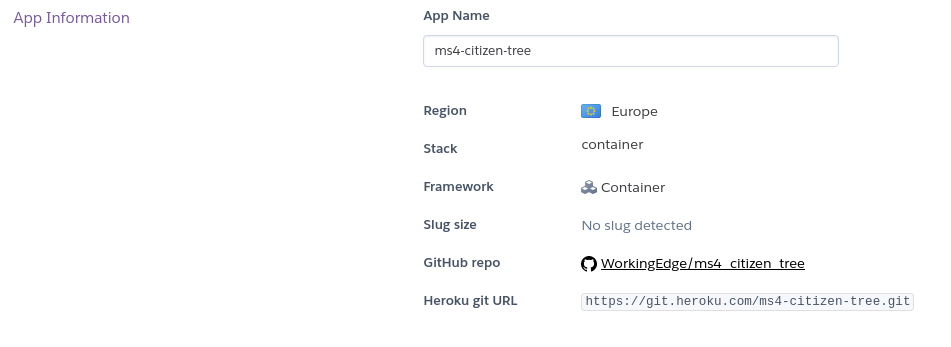 App Information
App Name
ms4-citizen-tree
Region Europe
Stack container
Framework Container
Slug size No slug detected
GitHub repo WorkingEdge/ms4_citizen_tree
Heroku git URL https://git.heroku.com/ms4-citizen-tree.git